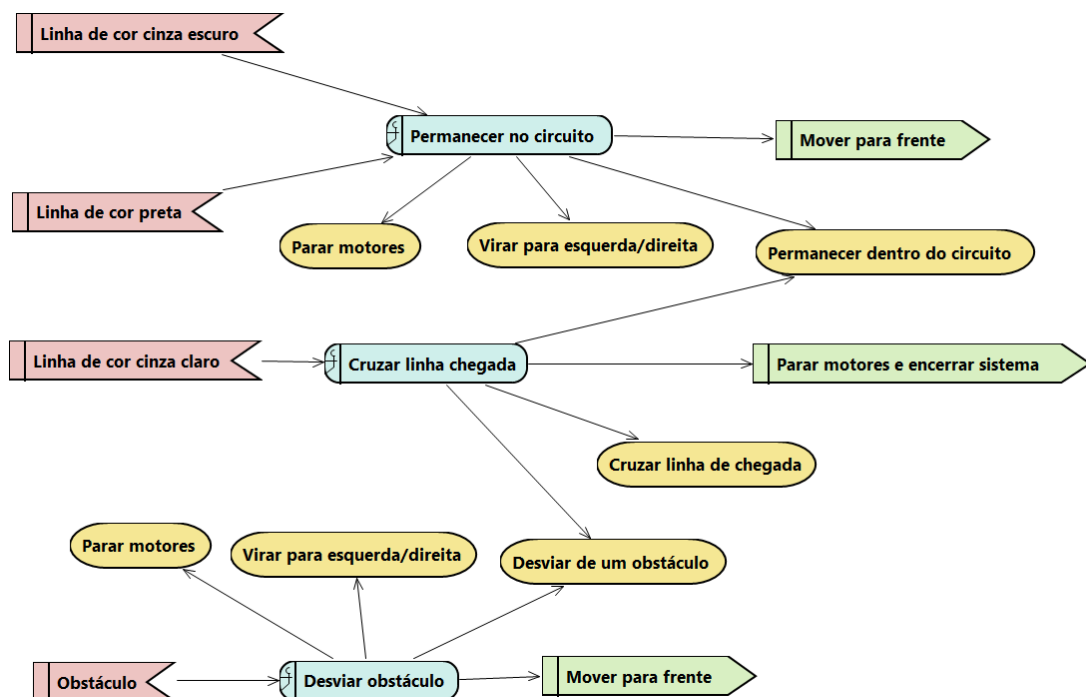 Linha de cor cinza escuro
Permanecer no circuito
Mover para frente
Linha de cor preta
Parar motores
Virar para esquerda/direita
Permanecer dentro do circuito
Linha de cor cinza claro
Cruzar linha chegada
Parar motores e encerrar sistema
Cruzar linha de chegada
Parar motores
Virar para esquerda/direita
Desviar de um obstáculo
Obstáculo
Desviar obstáculo
Mover para frente